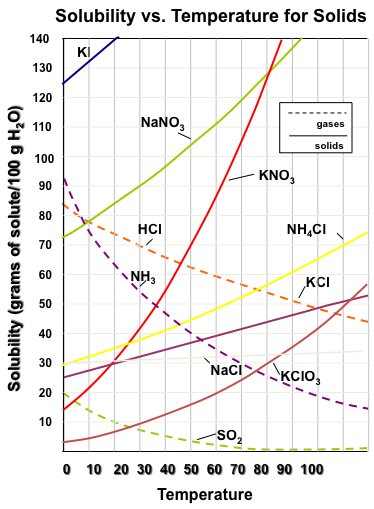 Solubility vs. Temperature for Solids
Solubility (grams of solute/100 g H₂O)
140
130
120
110
100
90
80
70
60
50
40
30
20
10
KI
NaNO₃
gases
solids
KNO₃
HCl
NH₄Cl
NH₃
KCl
NaCl
KClO₃
SO₂
0 10 20 30 40 50 60 70 80 90 100
Temperature